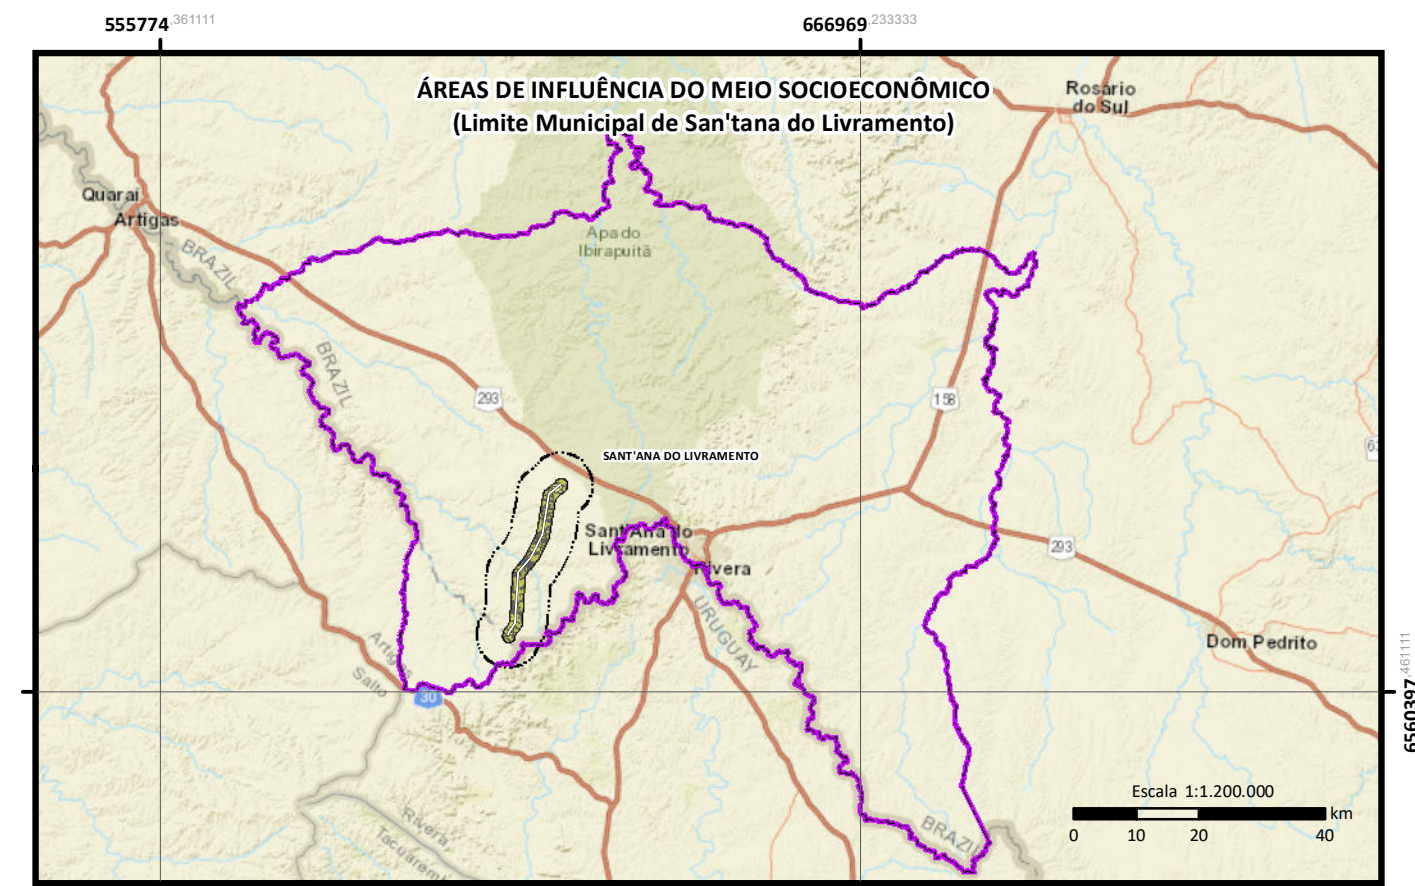 555774,361111
666969,233333
ÁREAS DE INFLUÊNCIA DO MEIO SOCIOECONÔMICO
(Limite Municipal de San'tana do Livramento)
Rosário
do Sul
Quarai
Artigas
BRAZIL
Apa do
Ibirapuitã
BRAZIL
293
158
SANT'ANA DO LIVRAMENTO
Sant'Ana do
Livramento
Rivera
293
URUGUAY
Dom Pedrito
Artigas
Salto
30
6560397,461111
Escala 1:1.200.000
km
0 10 20 40
Rivera
Tacuarem
BRAZIL